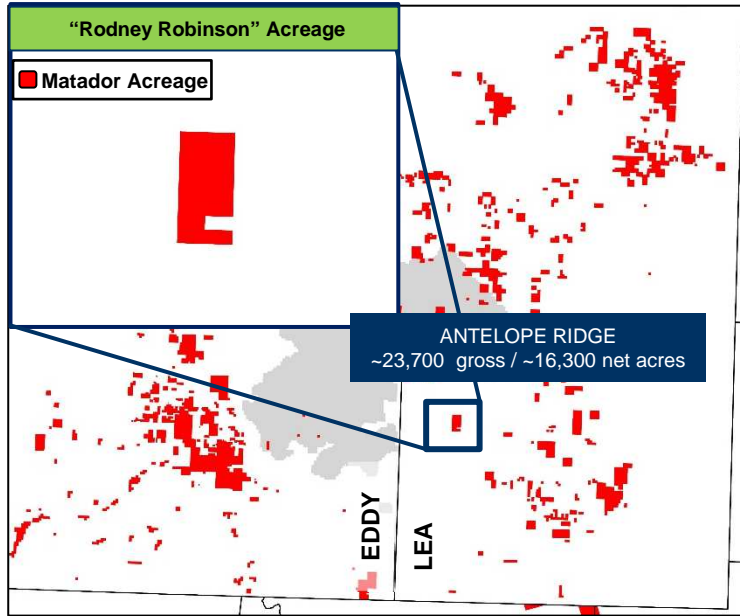 “Rodney Robinson” Acreage
Matador Acreage
ANTELOPE RIDGE
~23,700 gross / ~16,300 net acres
EDDY
LEA